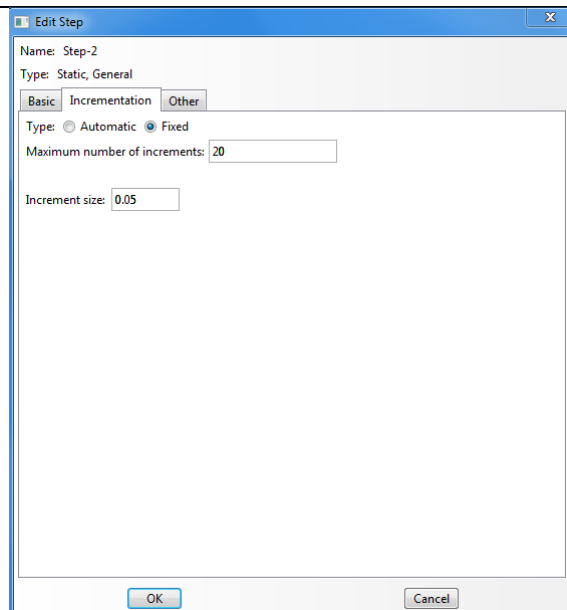 Edit Step
X
Name: Step-2
Type: Static, General
Basic Incrementation Other
Type: Automatic Fixed
Maximum number of increments: 20
Increment size: 0.05
OK Cancel